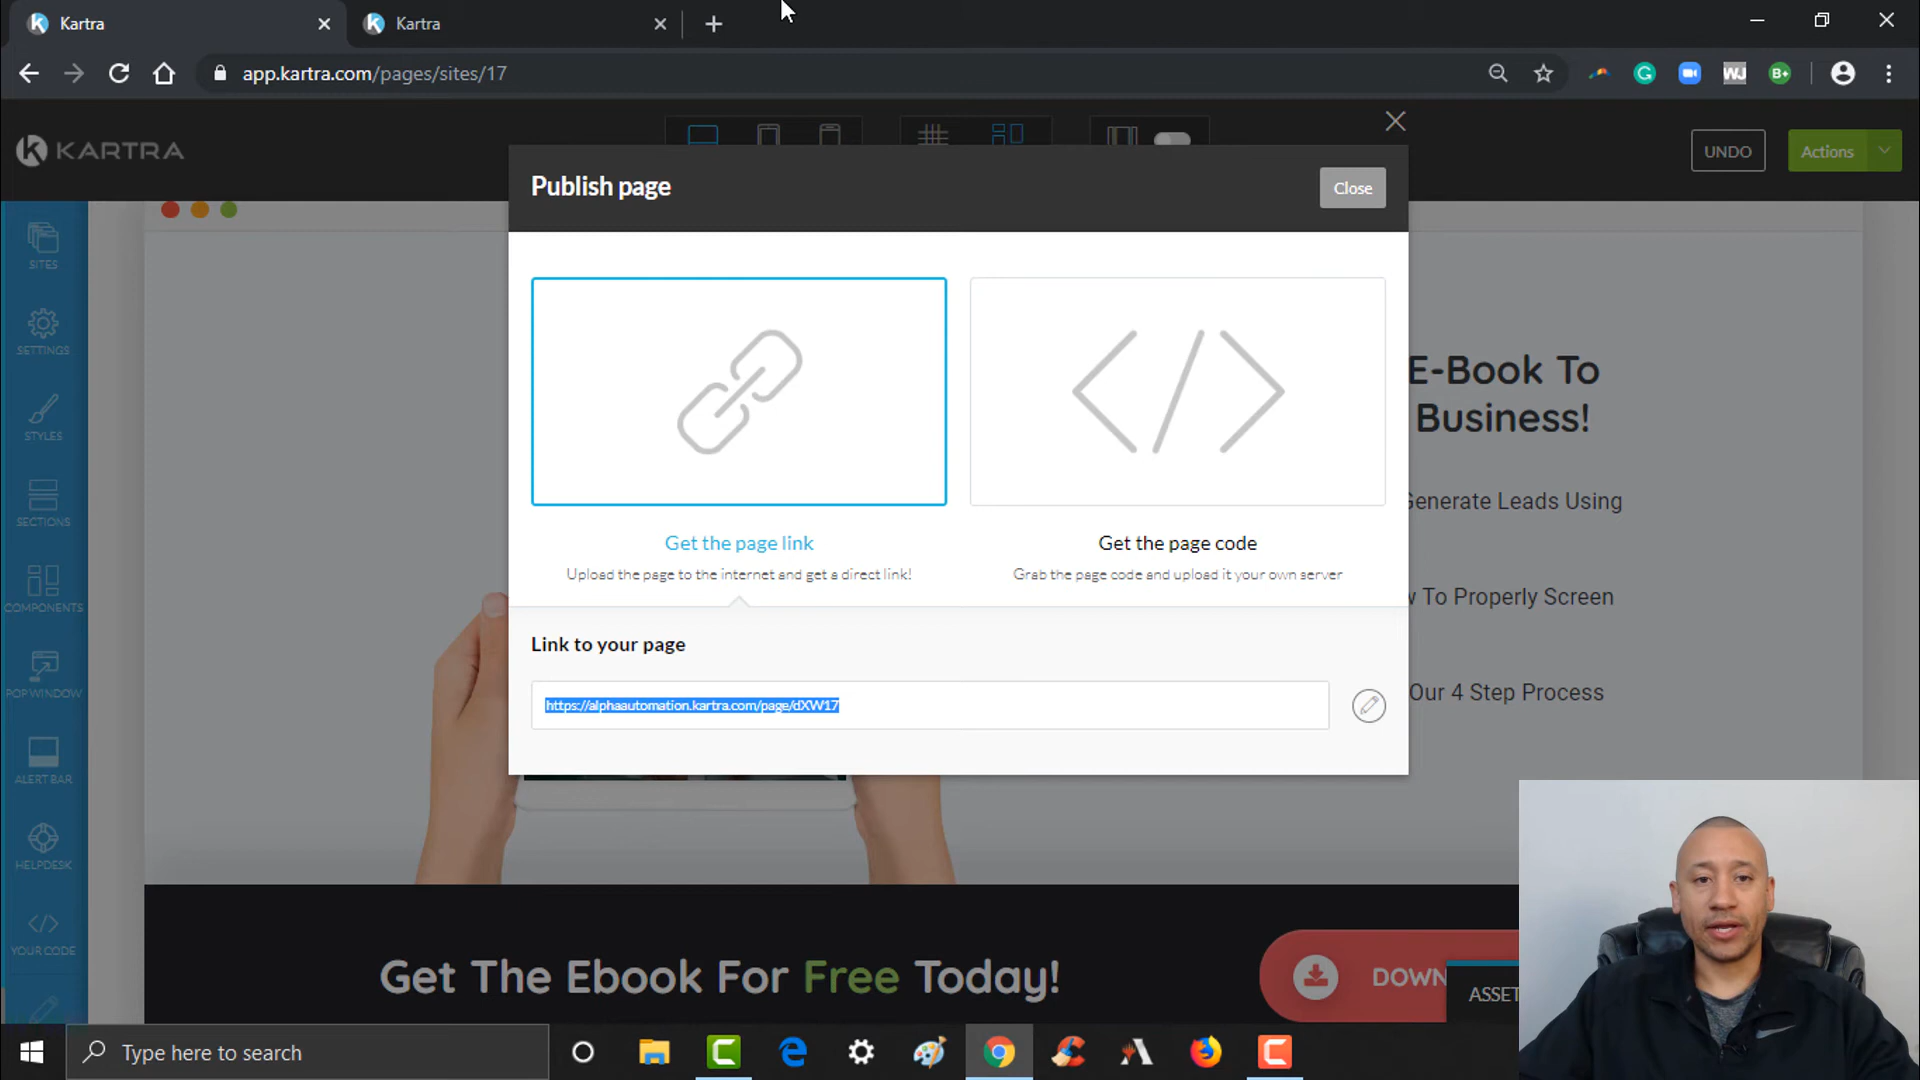 Kartra
Kartra
app.kartra.com/pages/sites/17
KARTRA
UNDO
Actions
Publish page
Close
SITES
SETTINGS
STYLES
SECTIONS
COMPONENTS
POP WINDOW
ALERT BAR
HELPDESK
YOUR CODE
Get the page link
Upload the page to the internet and get a direct link!
Get the page code
Grab the page code and upload it your own server
Link to your page
https://alphaautomation.kartra.com/page/dXW17
E-Book To
Business!
Generate Leads Using
To Properly Screen
Our 4 Step Process
Get The Ebook For Free Today!
DOWN
ASSET
Type here to search